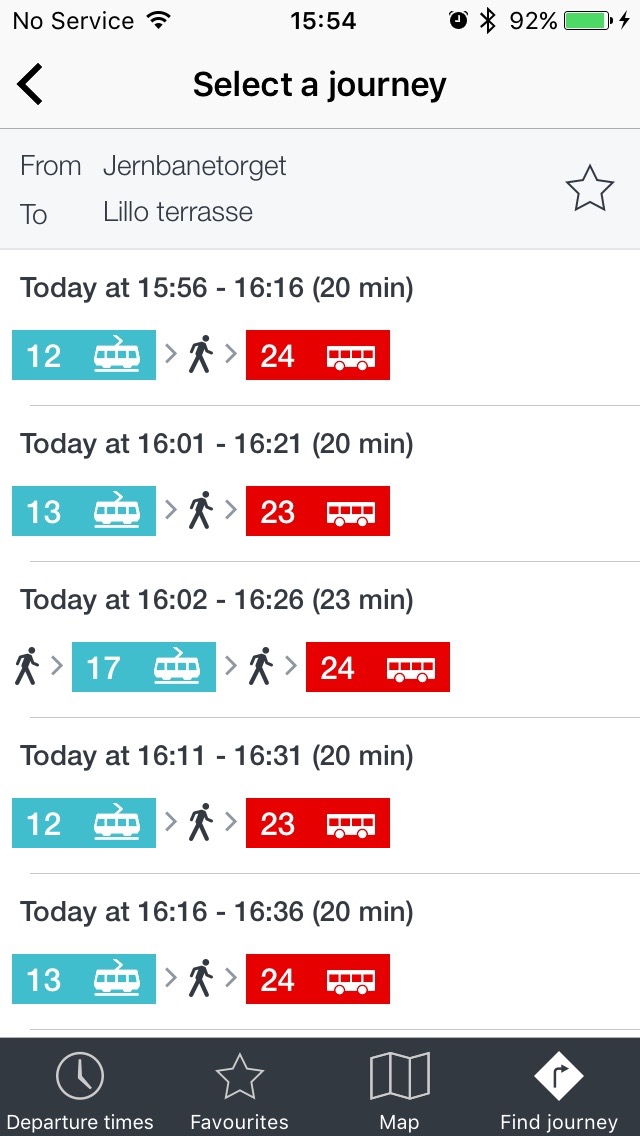 No Service 15:54 92%
Select a journey
From Jernbanetorget
To Lillo terrasse
Today at 15:56 - 16:16 (20 min)
12 24
Today at 16:01 - 16:21 (20 min)
13 23
Today at 16:02 - 16:26 (23 min)
17 24
Today at 16:11 - 16:31 (20 min)
12 23
Today at 16:16 - 16:36 (20 min)
13 24
Departure times Favourites Map Find journey